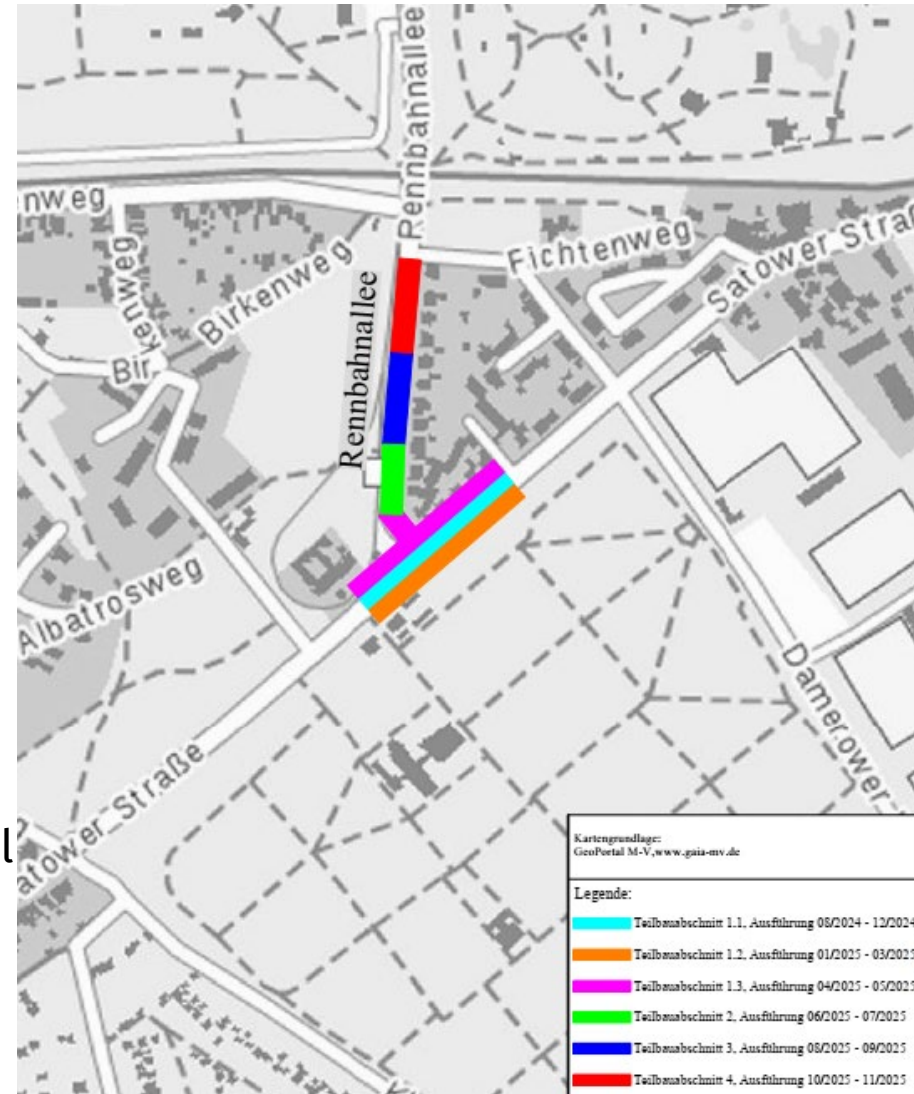 Rennbahnallee
nweg
Fichtenweg
Satower Straß
kenweg
Birkenweg
Rennbahnallee
Bir
Albatrosweg
Damerower
atower Straße
l
Kartengrundlage:
GeoPortal M-V,www.gaia-mv.de
Legende:
Teilbauabschnitt 1.1, Ausführung 08/2024 - 12/2024
Teilbauabschnitt 1.2, Ausführung 01/2025 - 03/2025
Teilbauabschnitt 1.3, Ausführung 04/2025 - 05/2025
Teilbauabschnitt 2, Ausführung 06/2025 - 07/2025
Teilbauabschnitt 3, Ausführung 08/2025 - 09/2025
Teilbauabschnitt 4, Ausführung 10/2025 - 11/2025